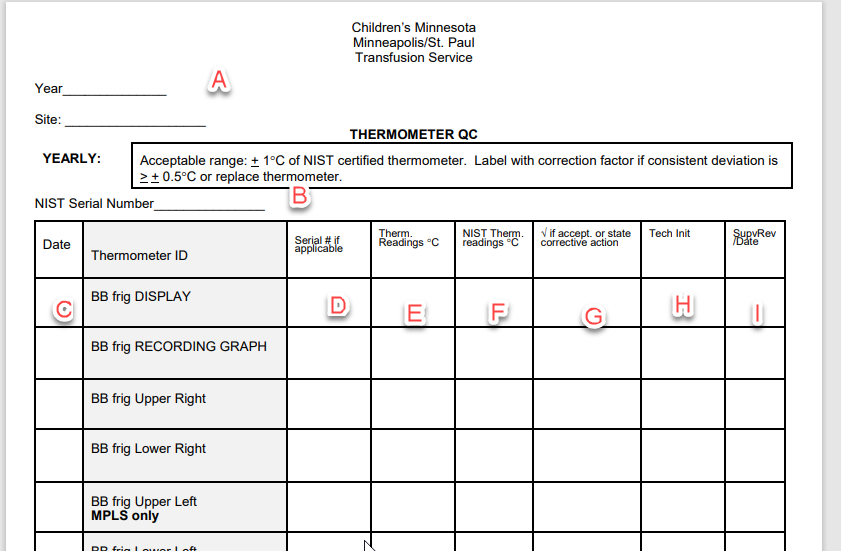 Children's Minnesota
Minneapolis/St. Paul
Transfusion Service
Year______________ A
Site: ___________________
THERMOMETER QC
YEARLY:
Acceptable range: + 1°C of NIST certified thermometer.  Label with correction factor if consistent deviation is
> + 0.5°C or replace thermometer.
NIST Serial Number_______________ B
Date
Thermometer ID
Serial # if
applicable
Therm.
Readings °C
NIST Therm.
readings °C
√ if accept. or state
corrective action
Tech Init
SupvRev
/Date
C BB frig DISPLAY D E F G H I
BB frig RECORDING GRAPH
BB frig Upper Right
BB frig Lower Right
BB frig Upper Left
MPLS only
BB frig Lower Left